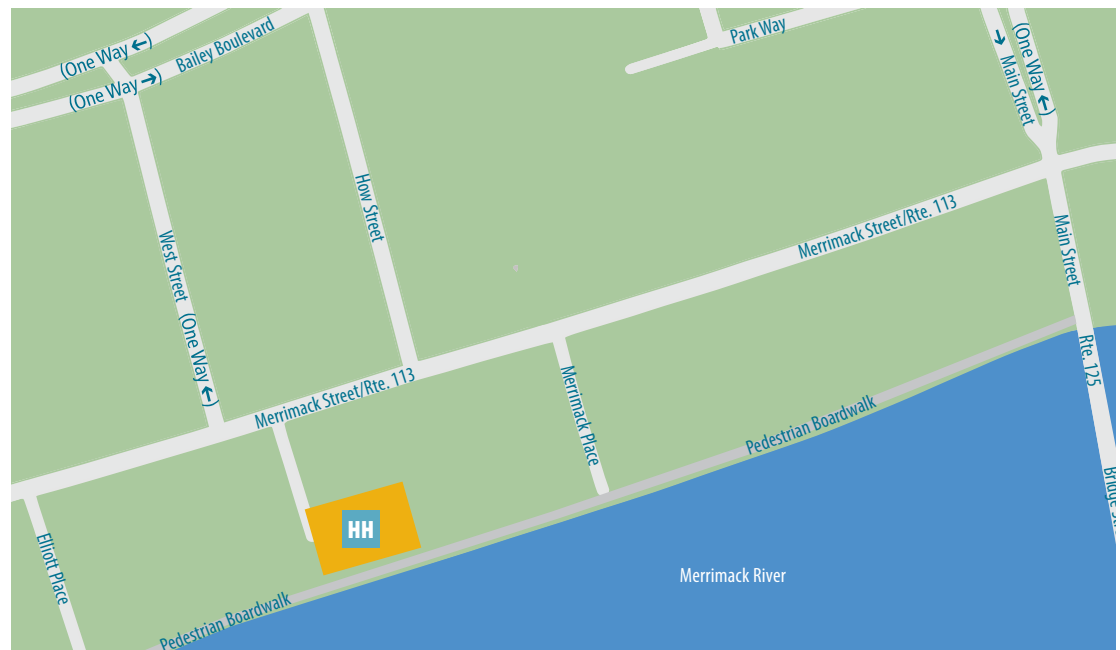 (One Way ←)
(One Way →)
Bailey Boulevard
Park Way
Main Street
(One Way ←)
How Street
West Street (One Way ←)
Merrimack Street/Rte. 113
Main Street
Merrimack Street/Rte. 113
Rte. 125
Merrimack Place
Pedestrian Boardwalk
Bridge
HH
Elliott Place
Merrimack River
Pedestrian Boardwalk